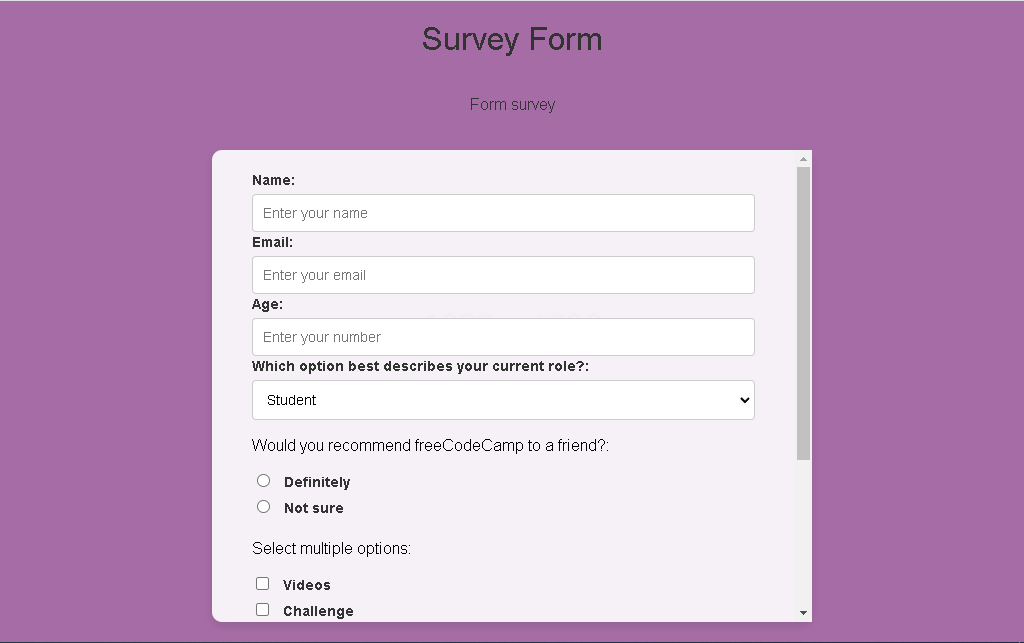 Survey Form
Form survey
Name:
Enter your name
Email:
Enter your email
Age:
Enter your number
Which option best describes your current role?:
Student
Would you recommend freeCodeCamp to a friend?:
Definitely
Not sure
Select multiple options:
Videos
Challenge